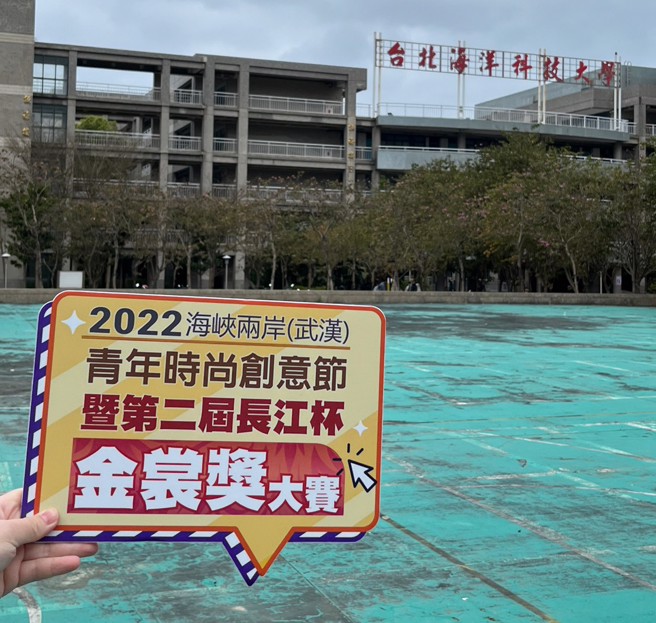 台北海洋科技大學
2022海峽兩岸(武漢)
青年時尚創意節
暨第二屆長江杯
金裳獎大賽